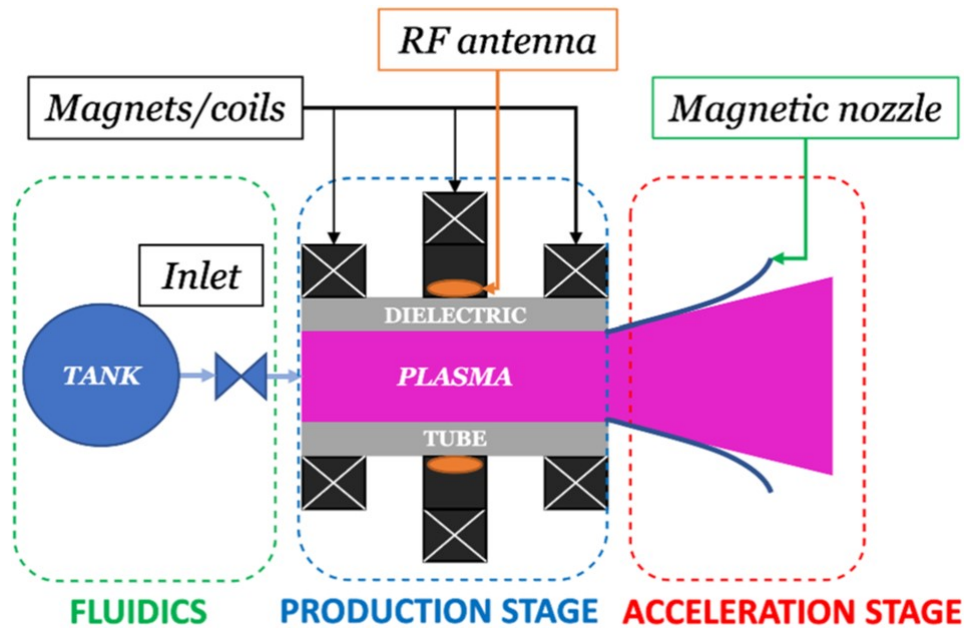 RF antenna
Magnets/coils
Magnetic nozzle
Inlet
DIELECTRIC
TANK
PLASMA
TUBE
FLUIDICS
PRODUCTION STAGE
ACCELERATION STAGE